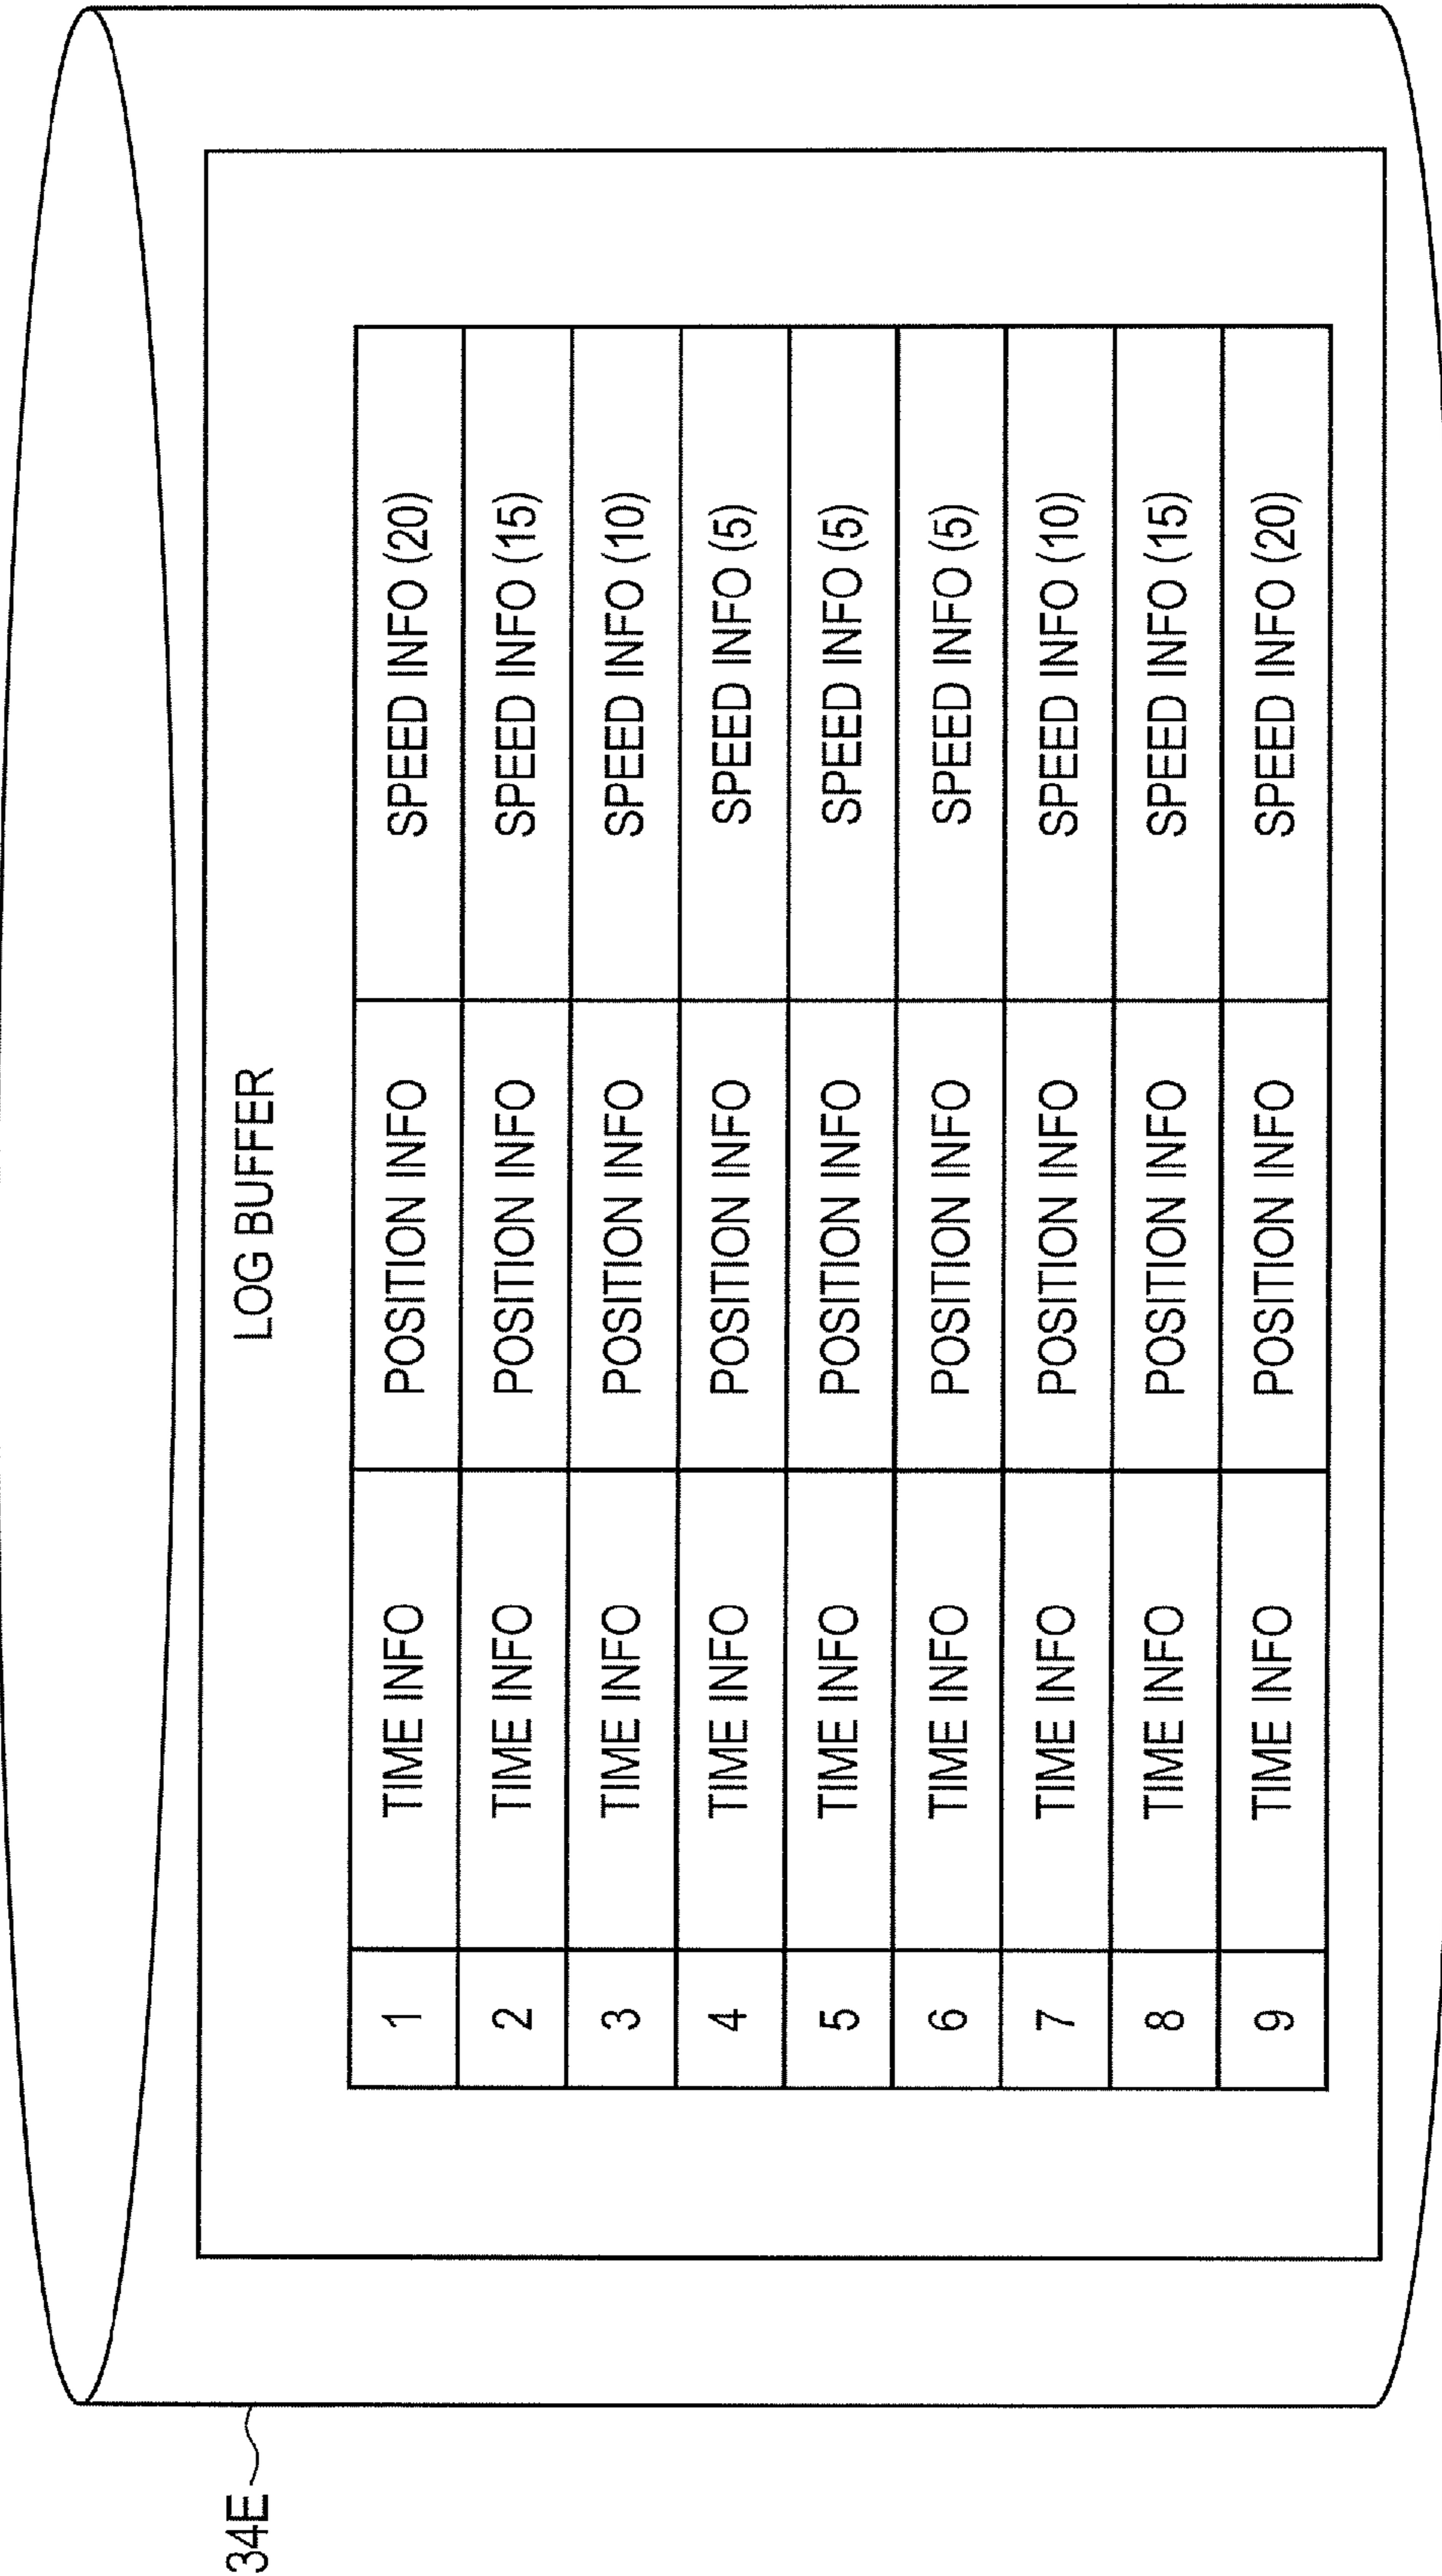 34E
LOG BUFFER
1 TIME INFO POSITION INFO SPEED INFO (20)
2 TIME INFO POSITION INFO SPEED INFO (15)
3 TIME INFO POSITION INFO SPEED INFO (10)
4 TIME INFO POSITION INFO SPEED INFO (5)
5 TIME INFO POSITION INFO SPEED INFO (5)
6 TIME INFO POSITION INFO SPEED INFO (5)
7 TIME INFO POSITION INFO SPEED INFO (10)
8 TIME INFO POSITION INFO SPEED INFO (15)
9 TIME INFO POSITION INFO SPEED INFO (20)